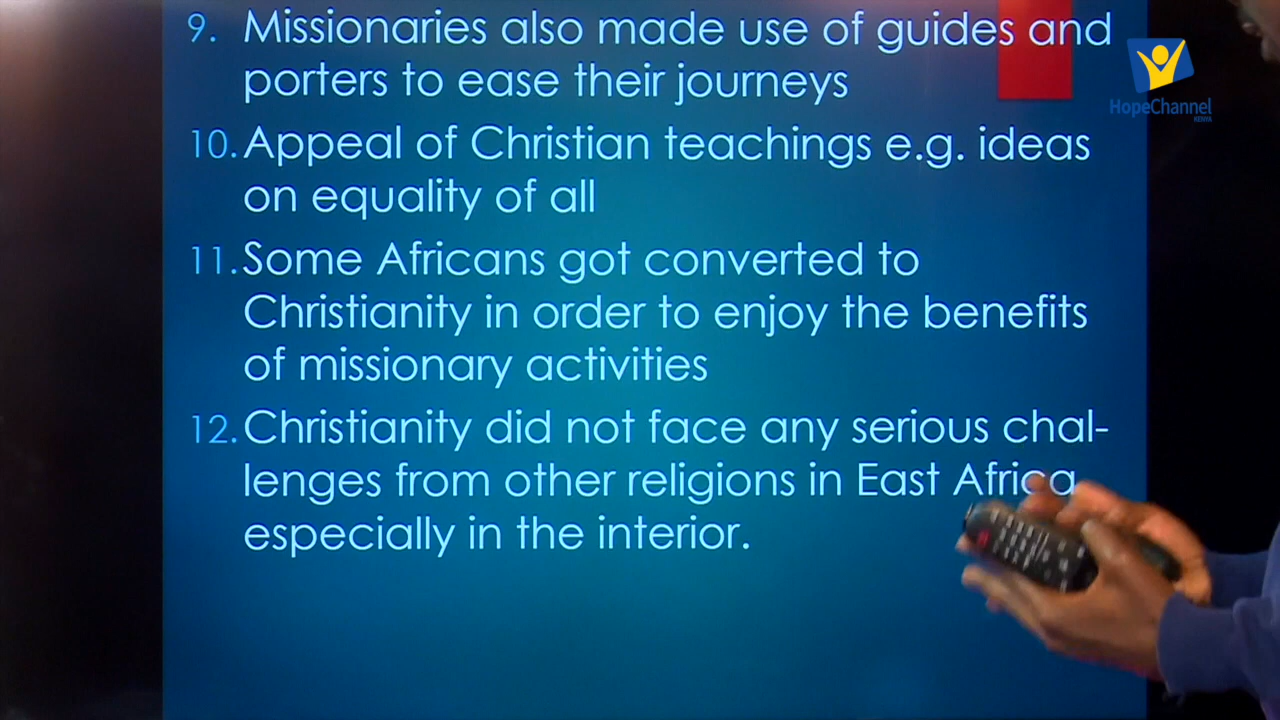 9. Missionaries also made use of guides and
porters to ease their journeys
10. Appeal of Christian teachings e.g. ideas
on equality of all
11. Some Africans got converted to
Christianity in order to enjoy the benefits
of missionary activities
12. Christianity did not face any serious chal-
lenges from other religions in East Africa
especially in the interior.
HopeChannel
KENYA